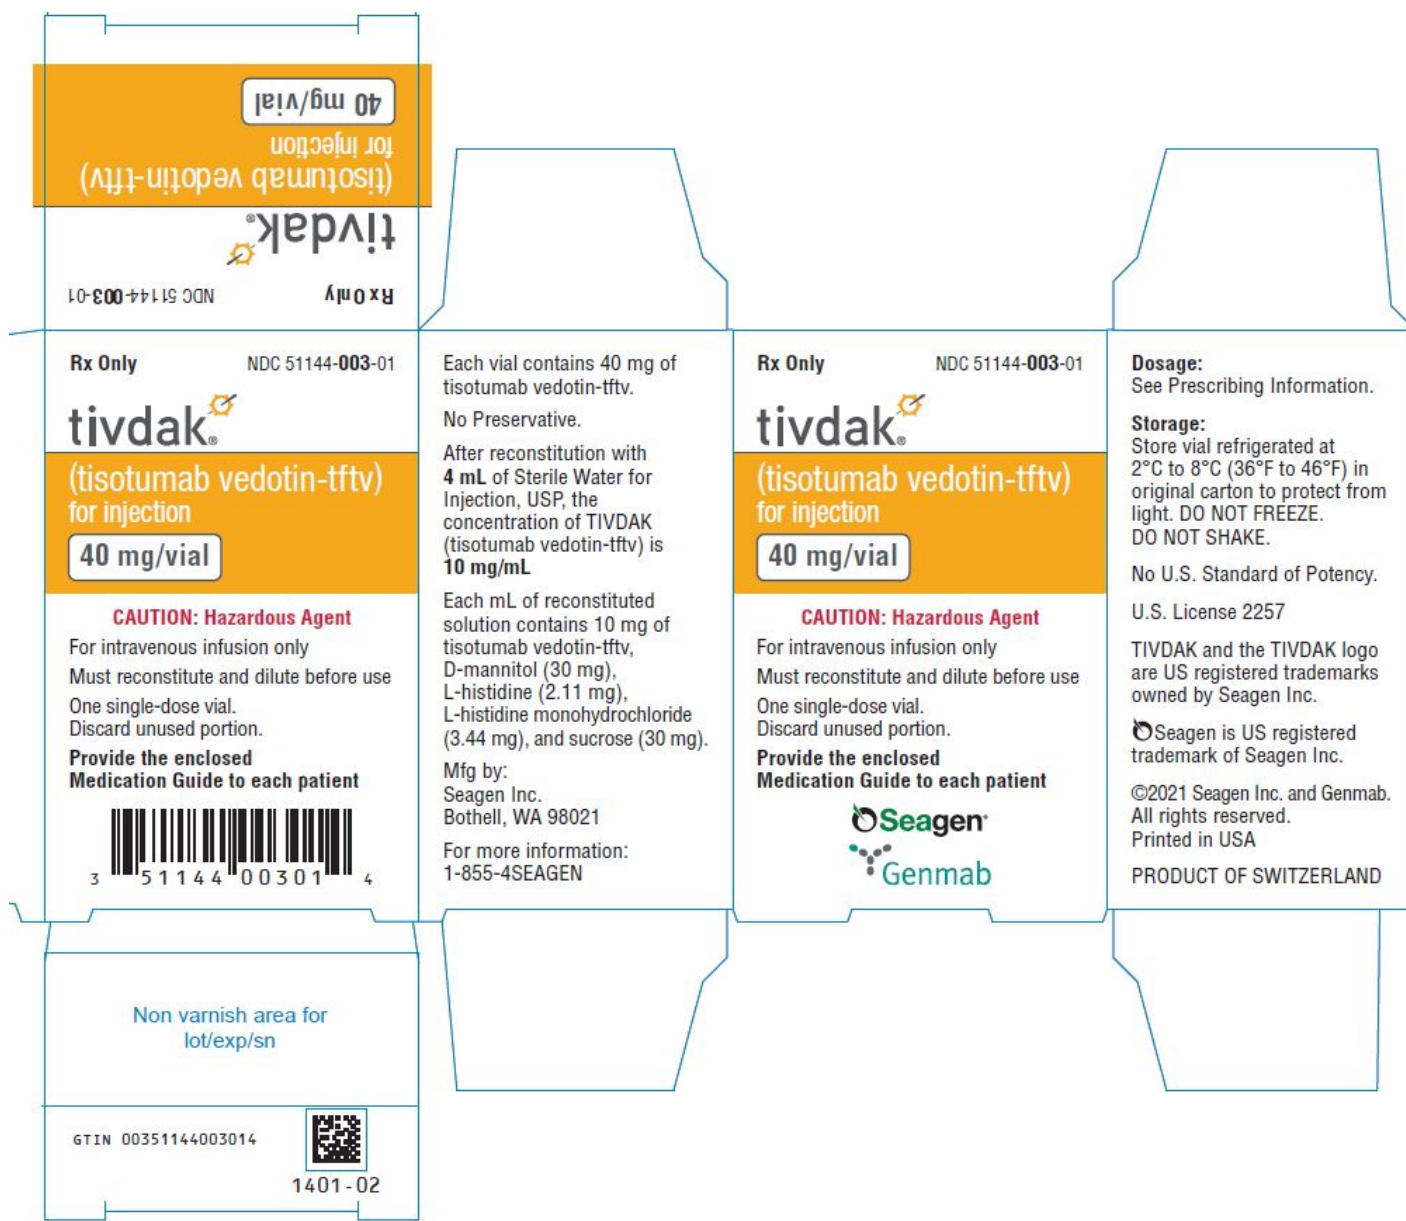 40 mg/vial
for injection
(tisotumab vedotin-tftv)
tivdak®
Rx Only NDC 51144-003-01
Rx Only NDC 51144-003-01
tivdak®
(tisotumab vedotin-tftv)
for injection
40 mg/vial
CAUTION: Hazardous Agent
For intravenous infusion only
Must reconstitute and dilute before use
One single-dose vial.
Discard unused portion.
Provide the enclosed
Medication Guide to each patient
3 51144 00301 4
Each vial contains 40 mg of
tisotumab vedotin-tftv.
No Preservative.
After reconstitution with
4 mL of Sterile Water for
Injection, USP, the
concentration of TIVDAK
(tisotumab vedotin-tftv) is
10 mg/mL
Each mL of reconstituted
solution contains 10 mg of
tisotumab vedotin-tftv,
D-mannitol (30 mg),
L-histidine (2.11 mg),
L-histidine monohydrochloride
(3.44 mg), and sucrose (30 mg).
Mfg by:
Seagen Inc.
Bothell, WA 98021
For more information:
1-855-4SEAGEN
Rx Only NDC 51144-003-01
tivdak®
(tisotumab vedotin-tftv)
for injection
40 mg/vial
CAUTION: Hazardous Agent
For intravenous infusion only
Must reconstitute and dilute before use
One single-dose vial.
Discard unused portion.
Provide the enclosed
Medication Guide to each patient
Seagen®
Genmab
Dosage:
See Prescribing Information.
Storage:
Store vial refrigerated at
2°C to 8°C (36°F to 46°F) in
original carton to protect from
light. DO NOT FREEZE.
DO NOT SHAKE.
No U.S. Standard of Potency.
U.S. License 2257
TIVDAK and the TIVDAK logo
are US registered trademarks
owned by Seagen Inc.
Seagen is US registered
trademark of Seagen Inc.
©2021 Seagen Inc. and Genmab.
All rights reserved.
Printed in USA
PRODUCT OF SWITZERLAND
Non varnish area for
lot/exp/sn
GTIN 00351144003014
1401-02